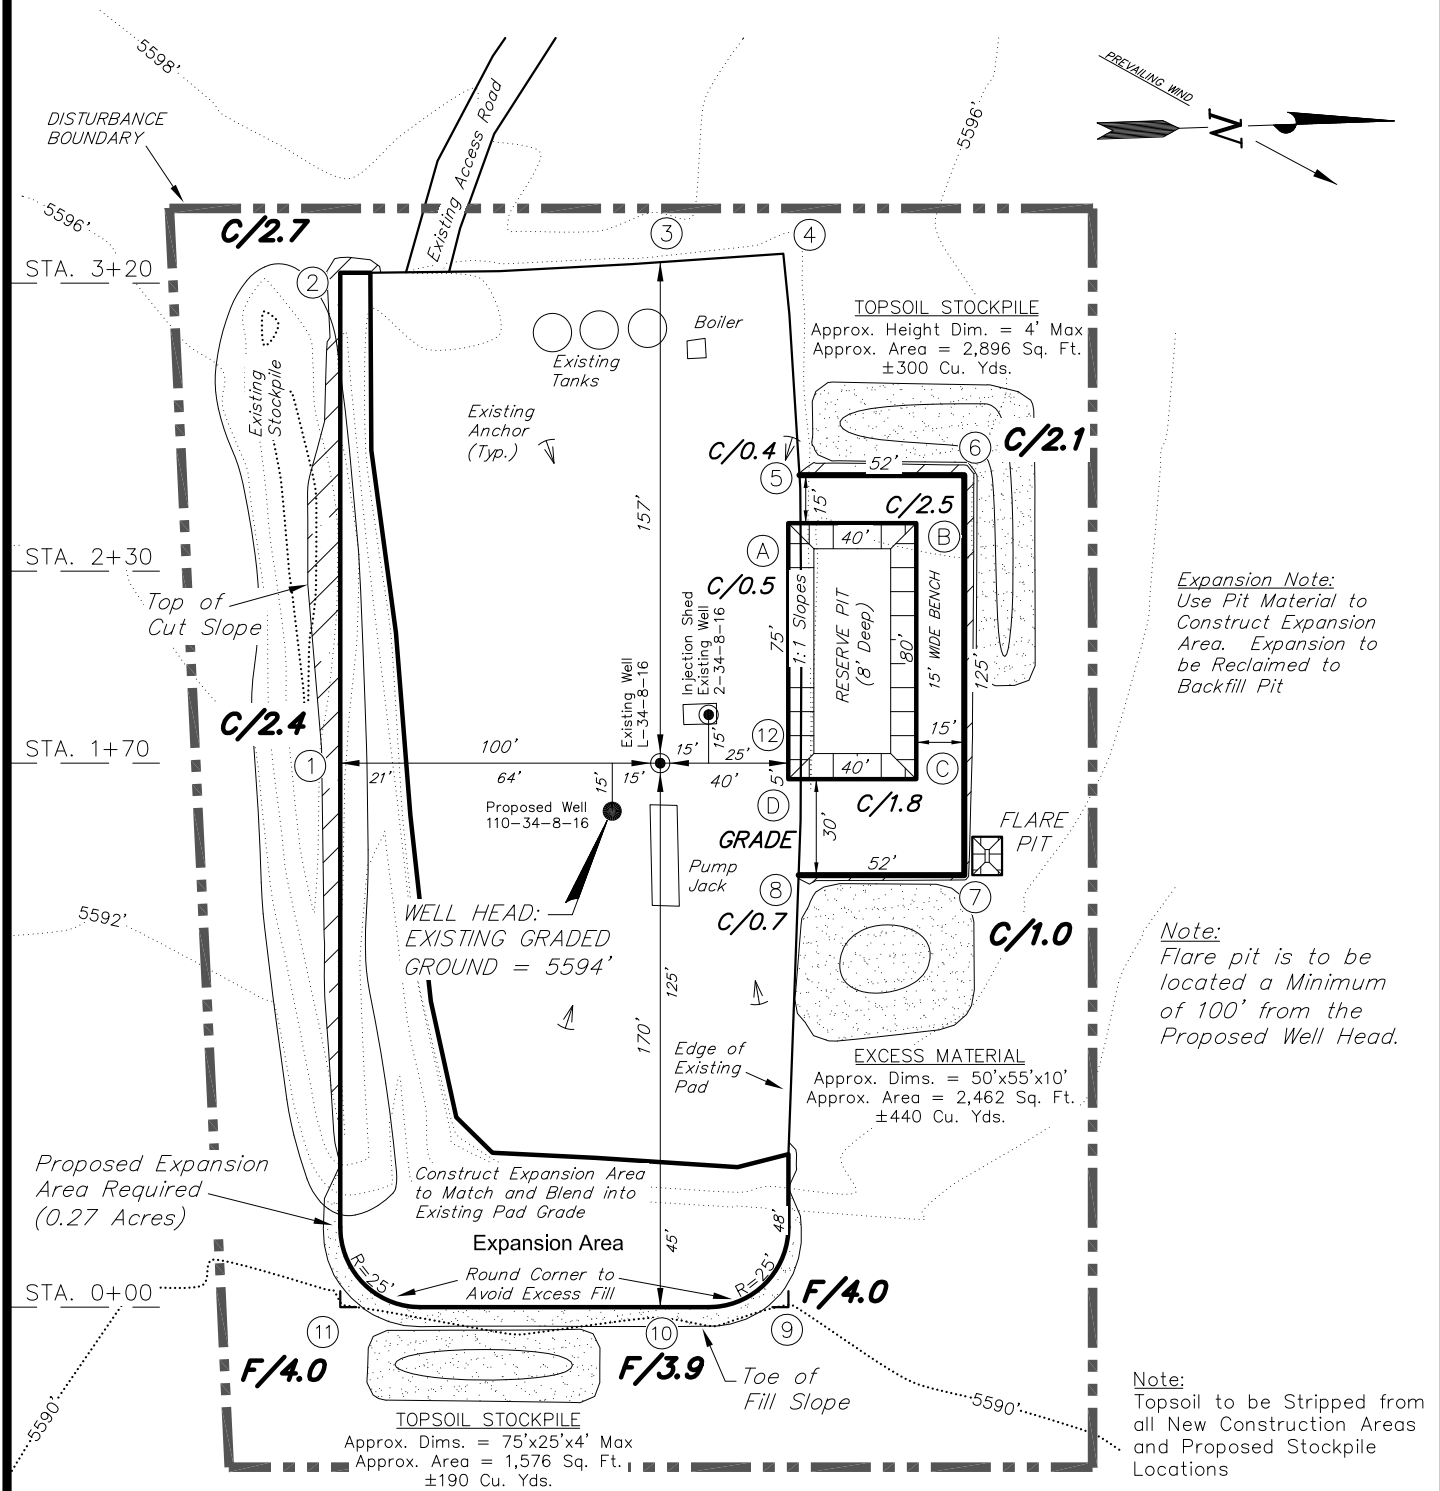 5598'
PREVAILING WIND
N
DISTURBANCE
BOUNDARY
Existing Access Road
5596'
5596'
C/2.7
3
4
STA. 3+20
2
TOPSOIL STOCKPILE
Approx. Height Dim. = 4' Max
Approx. Area = 2,896 Sq. Ft.
±300 Cu. Yds.
Boiler
Existing
Tanks
Existing
Stockpile
Existing
Anchor
(Typ.)
C/0.4
5
52'
6
C/2.1
157'
15'
C/2.5
40'
A
B
C/0.5
STA. 2+30
Top of
Cut Slope
75'
1:1 Slopes
RESERVE PIT
(8' Deep)
80'
15' WIDE BENCH
125'
Expansion Note:
Use Pit Material to
Construct Expansion
Area. Expansion to
be Reclaimed to
Backfill Pit
Existing Well
L-34-8-16
Injection Shed
Existing Well
2-34-8-16
C/2.4
STA. 1+70
1
100'
21'
64'
15'
15'
15'
15'
25'
40'
12
5'
40'
15'
C
D
C/1.8
GRADE
30'
Proposed Well
110-34-8-16
FLARE
PIT
Pump
Jack
52'
8
7
C/0.7
C/1.0
5592'
WELL HEAD:
EXISTING GRADED
GROUND = 5594'
125'
170'
Note:
Flare pit is to be
located a Minimum
of 100' from the
Proposed Well Head.
Edge of
Existing
Pad
EXCESS MATERIAL
Approx. Dims. = 50'x55'x10'
Approx. Area = 2,462 Sq. Ft.
±440 Cu. Yds.
Proposed Expansion
Area Required
(0.27 Acres)
Construct Expansion Area
to Match and Blend into
Existing Pad Grade
Expansion Area
45'
48'
R=25'
Round Corner to
Avoid Excess Fill
R=25'
STA. 0+00
F/4.0
11
10
9
F/4.0
F/3.9
Toe of
Fill Slope
5590'
5590'
TOPSOIL STOCKPILE
Approx. Dims. = 75'x25'x4' Max
Approx. Area = 1,576 Sq. Ft.
±190 Cu. Yds.
Note:
Topsoil to be Stripped from
all New Construction Areas
and Proposed Stockpile
Locations